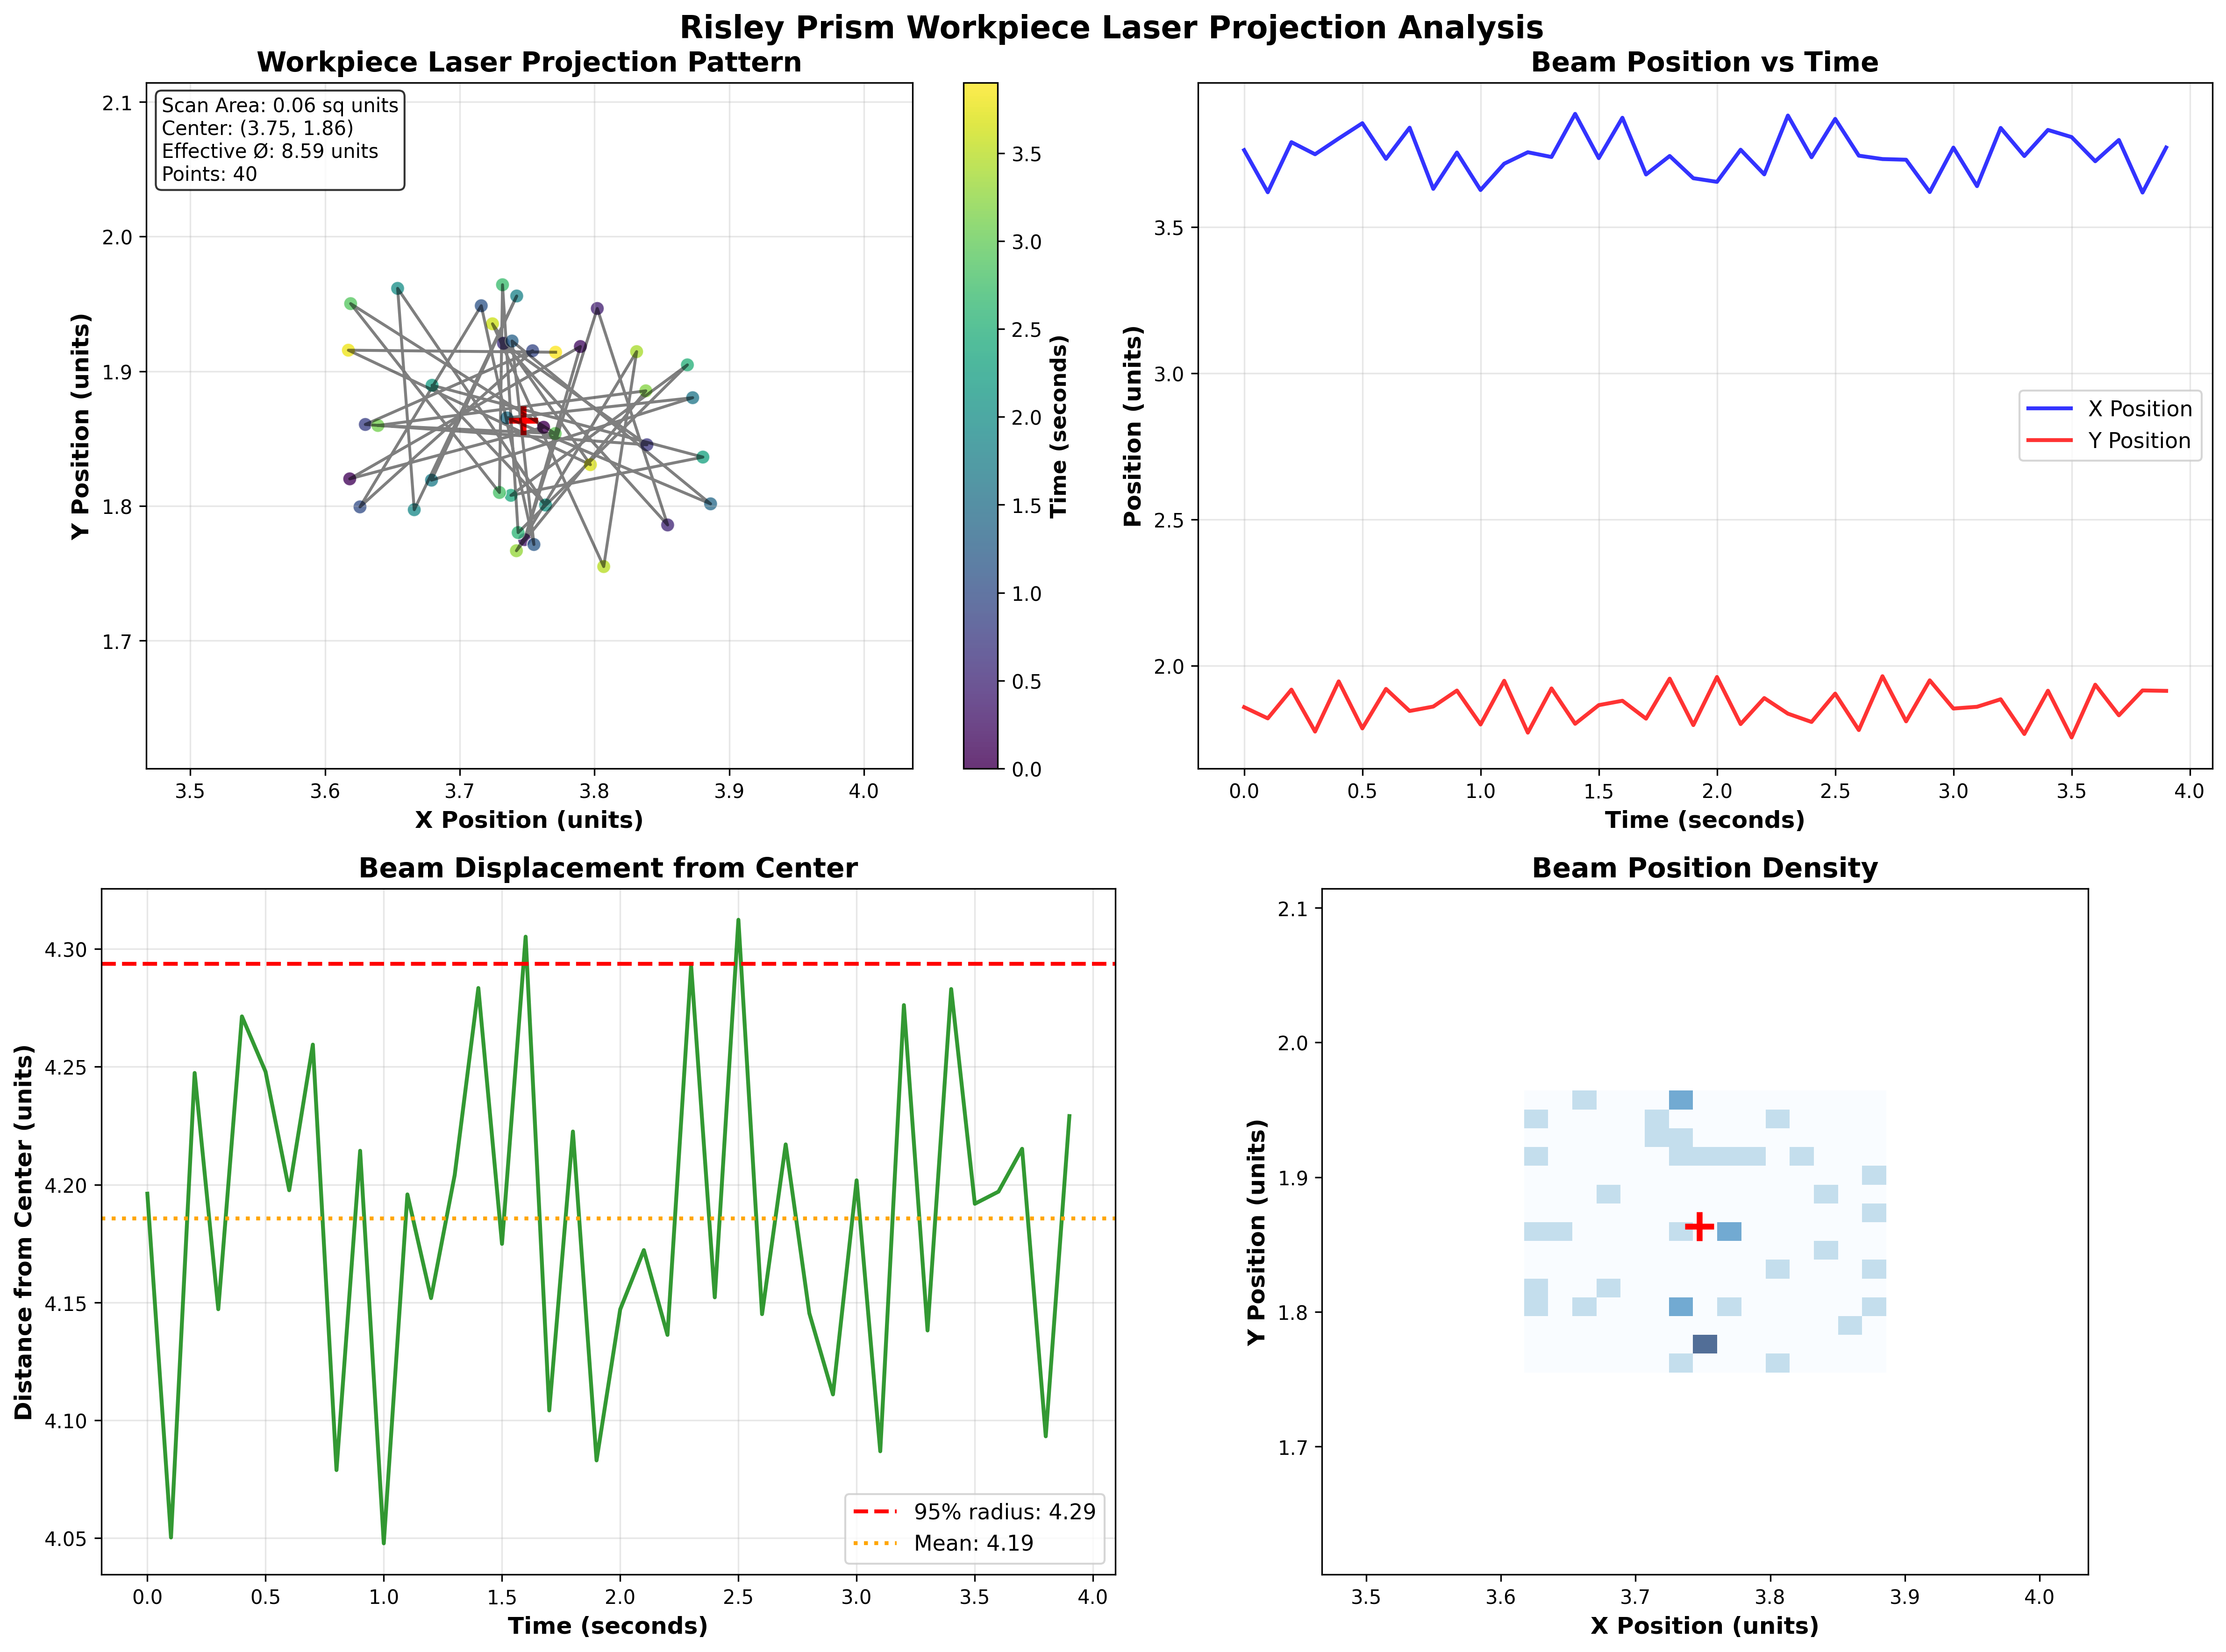 Risley Prism Workpiece Laser Projection Analysis
Workpiece Laser Projection Pattern
Scan Area: 0.06 sq units
Center: (3.75, 1.86)
Effective Ø: 8.59 units
Points: 40
2.1
2.0
1.9
1.8
1.7
Y Position (units)
3.5
3.6
3.7
3.8
3.9
4.0
X Position (units)
3.5
3.0
2.5
2.0
1.5
1.0
0.5
0.0
Time (seconds)
Beam Position vs Time
3.5
3.0
2.5
2.0
Position (units)
X Position
Y Position
0.0
0.5
1.0
1.5
2.0
2.5
3.0
3.5
4.0
Time (seconds)
Beam Displacement from Center
4.30
4.25
4.20
4.15
4.10
4.05
Distance from Center (units)
95% radius: 4.29
Mean: 4.19
0.0
0.5
1.0
1.5
2.0
2.5
3.0
3.5
4.0
Time (seconds)
Beam Position Density
2.1
2.0
1.9
1.8
1.7
Y Position (units)
3.5
3.6
3.7
3.8
3.9
4.0
X Position (units)